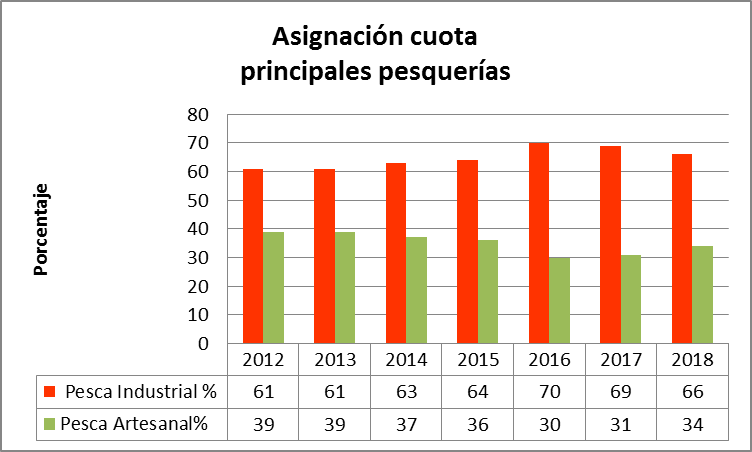 Asignación cuota
principales pesquerías
Porcentaje
80
70
60
50
40
30
20
10
0
2012 2013 2014 2015 2016 2017 2018
Pesca Industrial % 61 61 63 64 70 69 66
Pesca Artesanal% 39 39 37 36 30 31 34